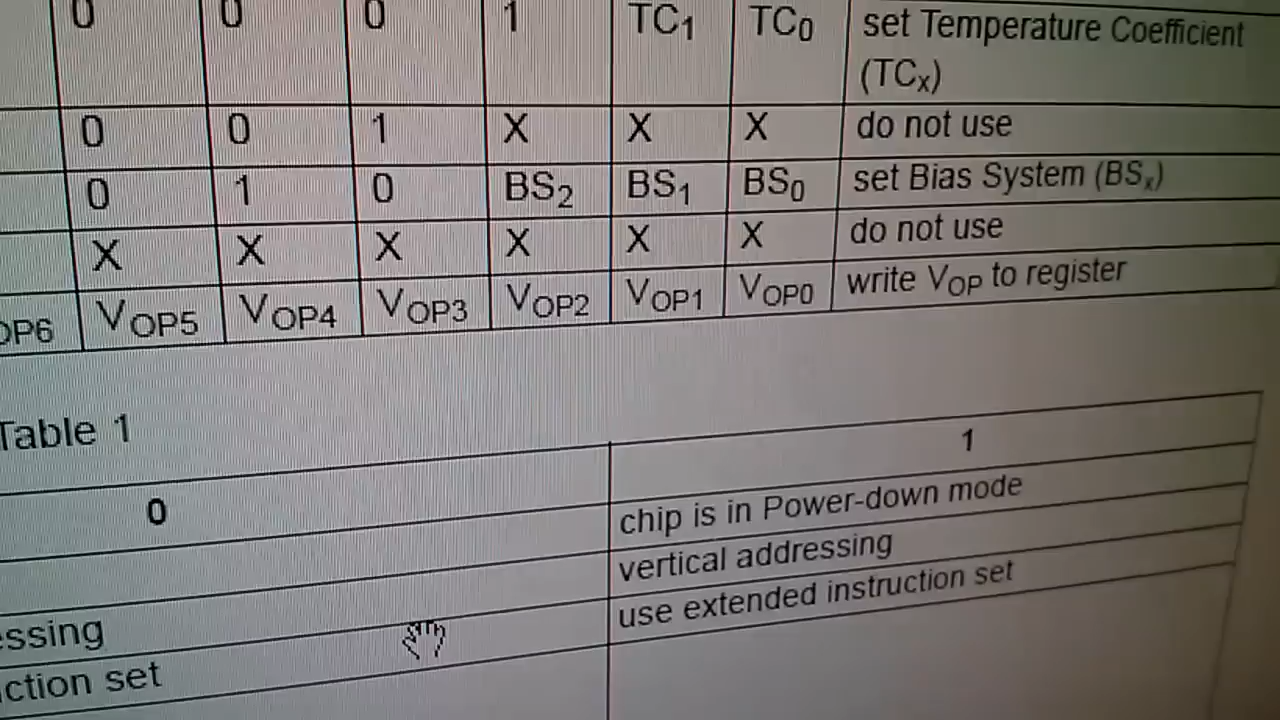 0 0 0 1 TC1 TC0 set Temperature Coefficient
(TCx)
0 0 1 X X X do not use
0 1 0 BS2 BS1 BS0 set Bias System (BSx)
X X X X X X do not use
OP6 VOP5 VOP4 VOP3 VOP2 VOP1 VOP0 write VOP to register
Table 1
0 1
chip is in Power-down mode
essing vertical addressing
ction set use extended instruction set